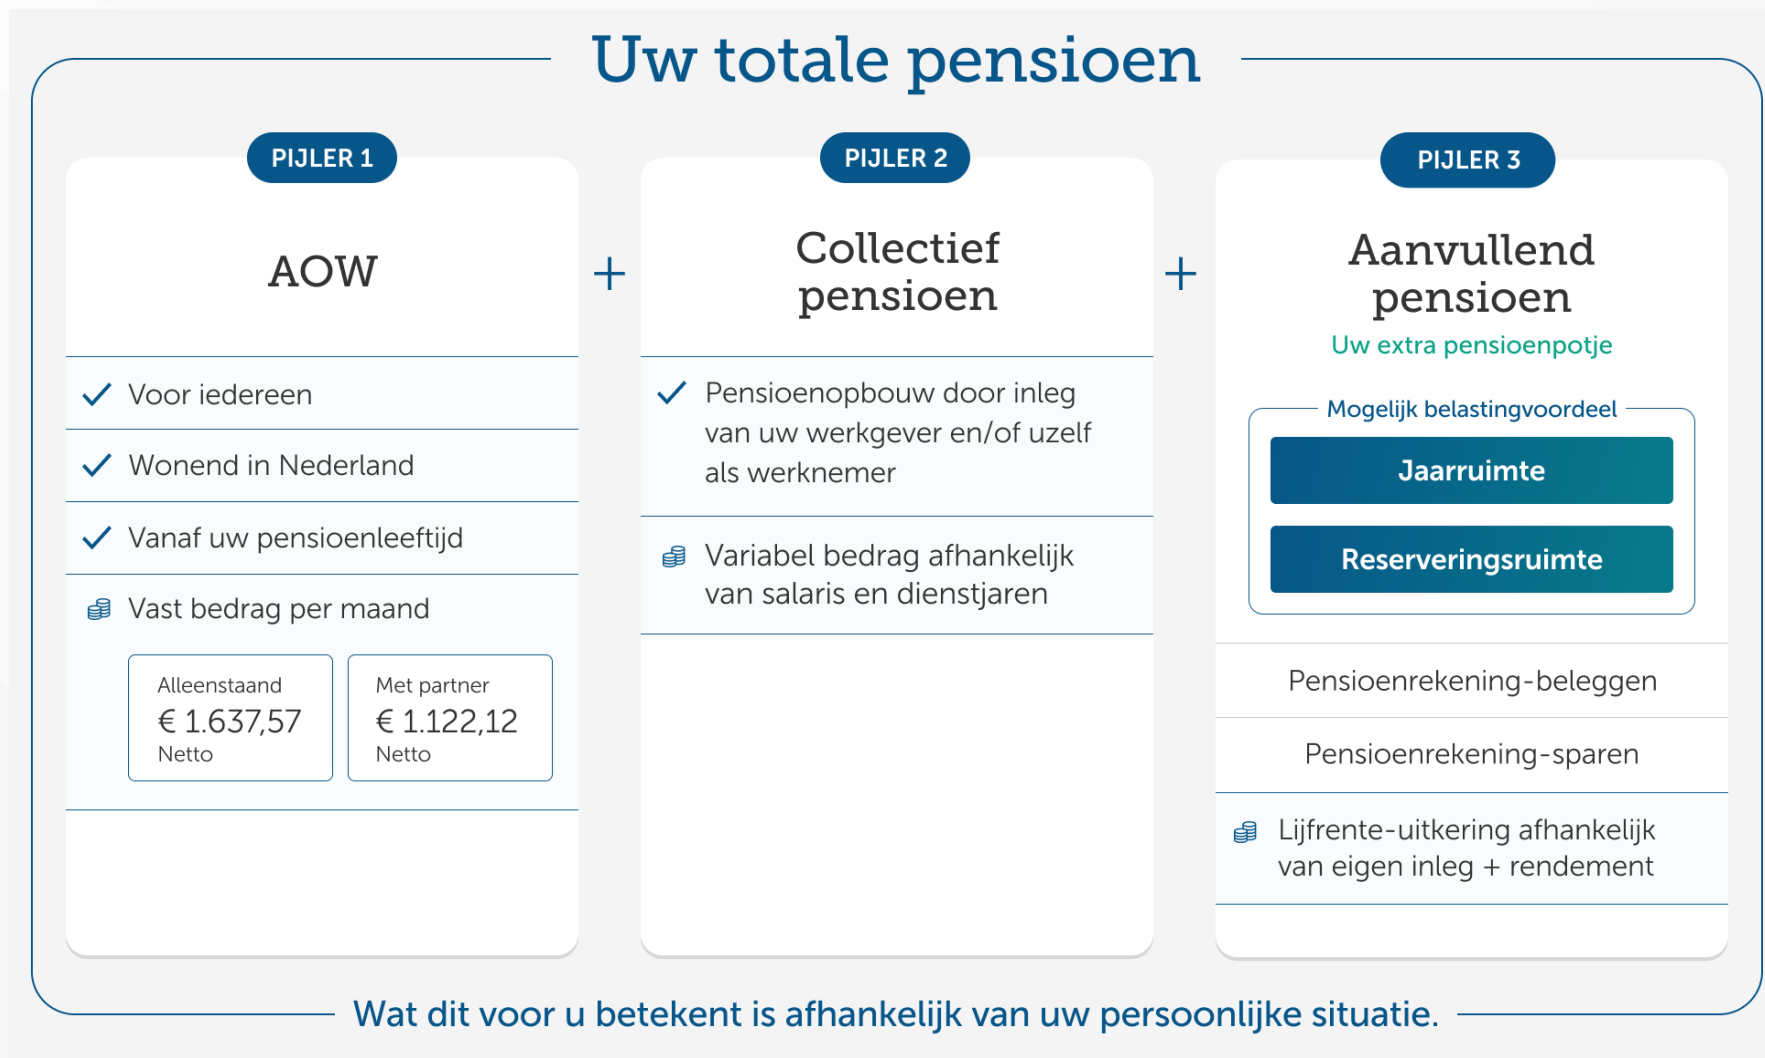 Uw totale pensioen
PIJLER 1
AOW
Voor iedereen
Wonend in Nederland
Vanaf uw pensioenleeftijd
Vast bedrag per maand
Alleenstaand
€ 1.637,57
Netto
Met partner
€ 1.122,12
Netto
+
PIJLER 2
Collectief
pensioen
Pensioenopbouw door inleg
van uw werkgever en/of uzelf
als werknemer
Variabel bedrag afhankelijk
van salaris en dienstjaren
+
PIJLER 3
Aanvullend
pensioen
Uw extra pensioenpotje
Mogelijk belastingvoordeel
Jaarruimte
Reserveringsruimte
Pensioenrekening-beleggen
Pensioenrekening-sparen
Lijfrente-uitkering afhankelijk
van eigen inleg + rendement
Wat dit voor u betekent is afhankelijk van uw persoonlijke situatie.